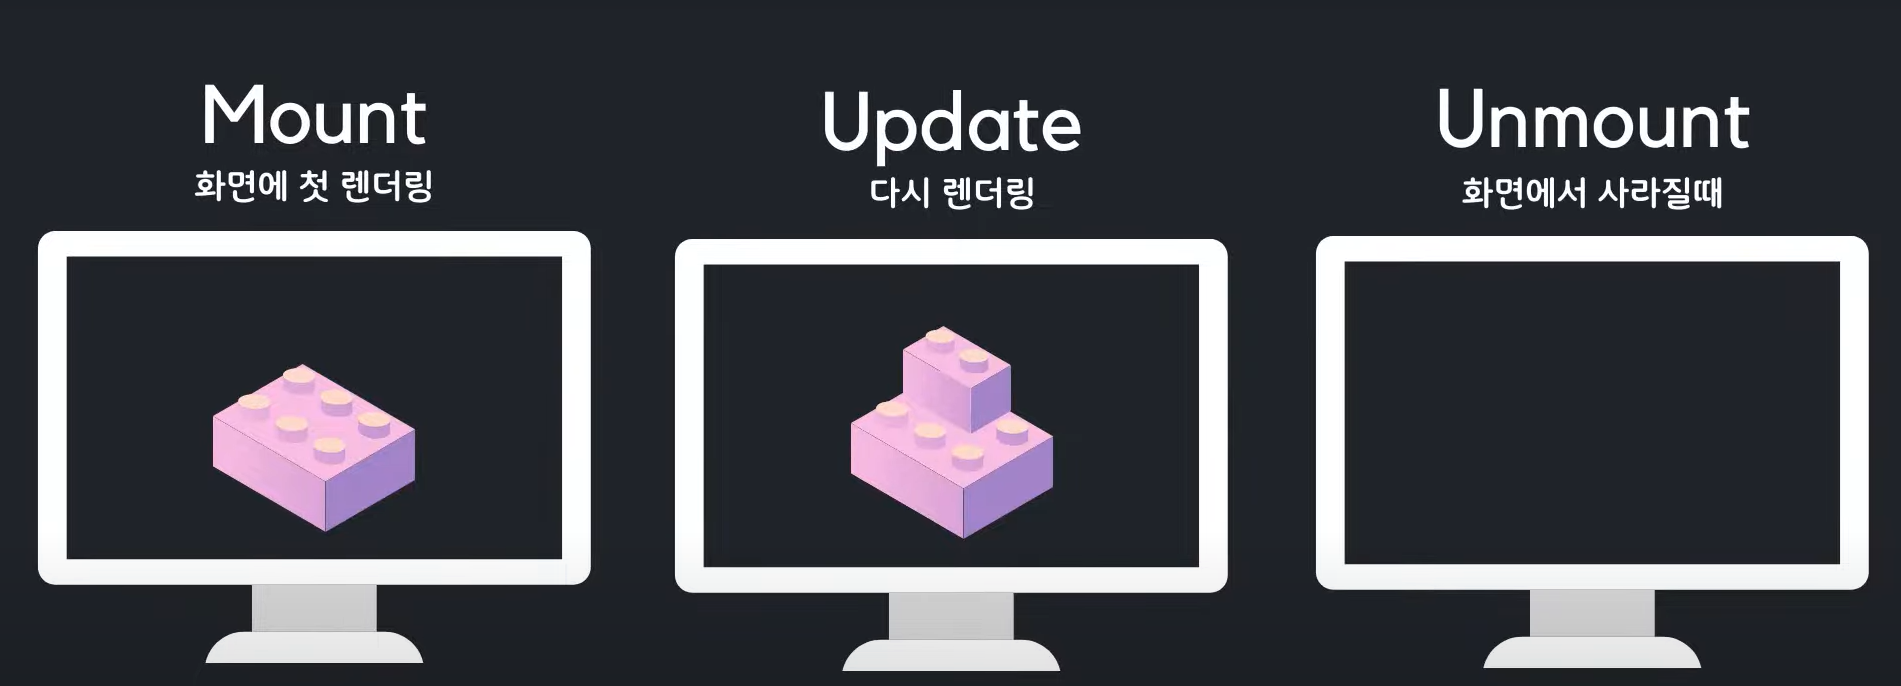 Mount
화면에 첫 렌더링
Update
다시 렌더링
Unmount
화면에서 사라질때